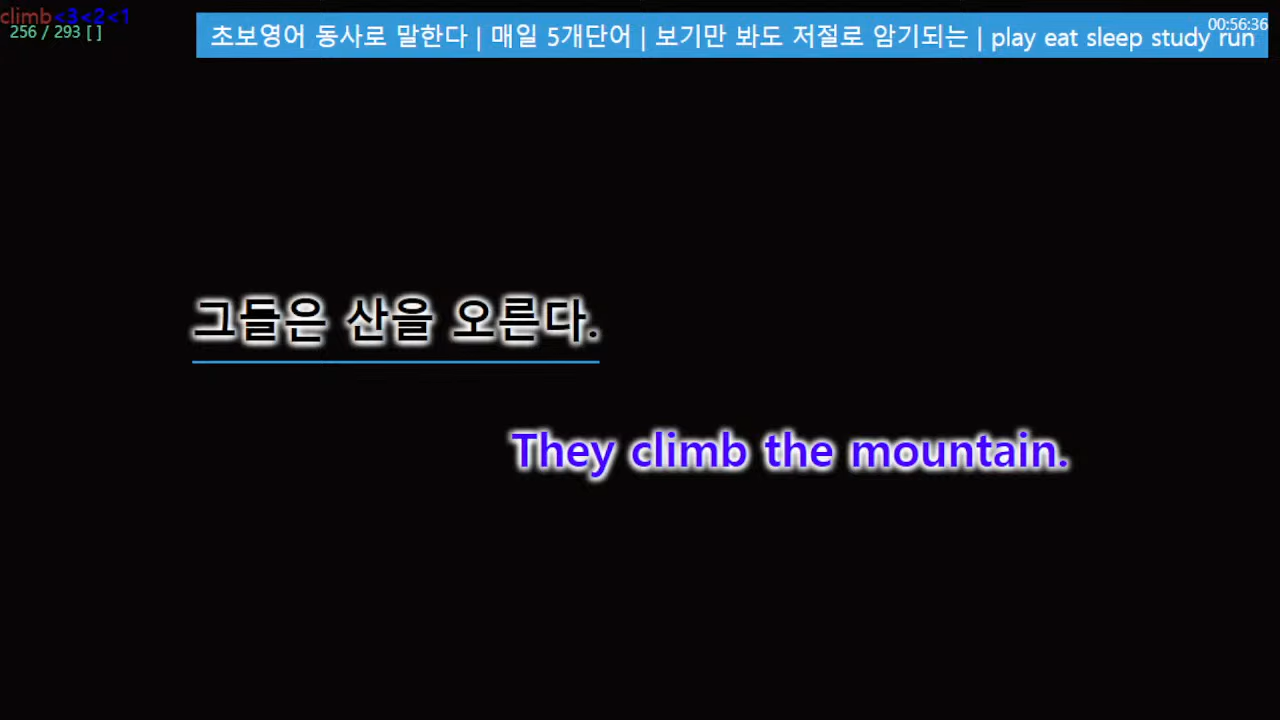 climb<3<2<1
256 / 293 [ ]
초보영어 동사로 말한다 | 매일 5개단어 | 보기만 봐도 저절로 암기되는 | play eat sleep study run
00:56:36
그들은 산을 오른다.
They climb the mountain.